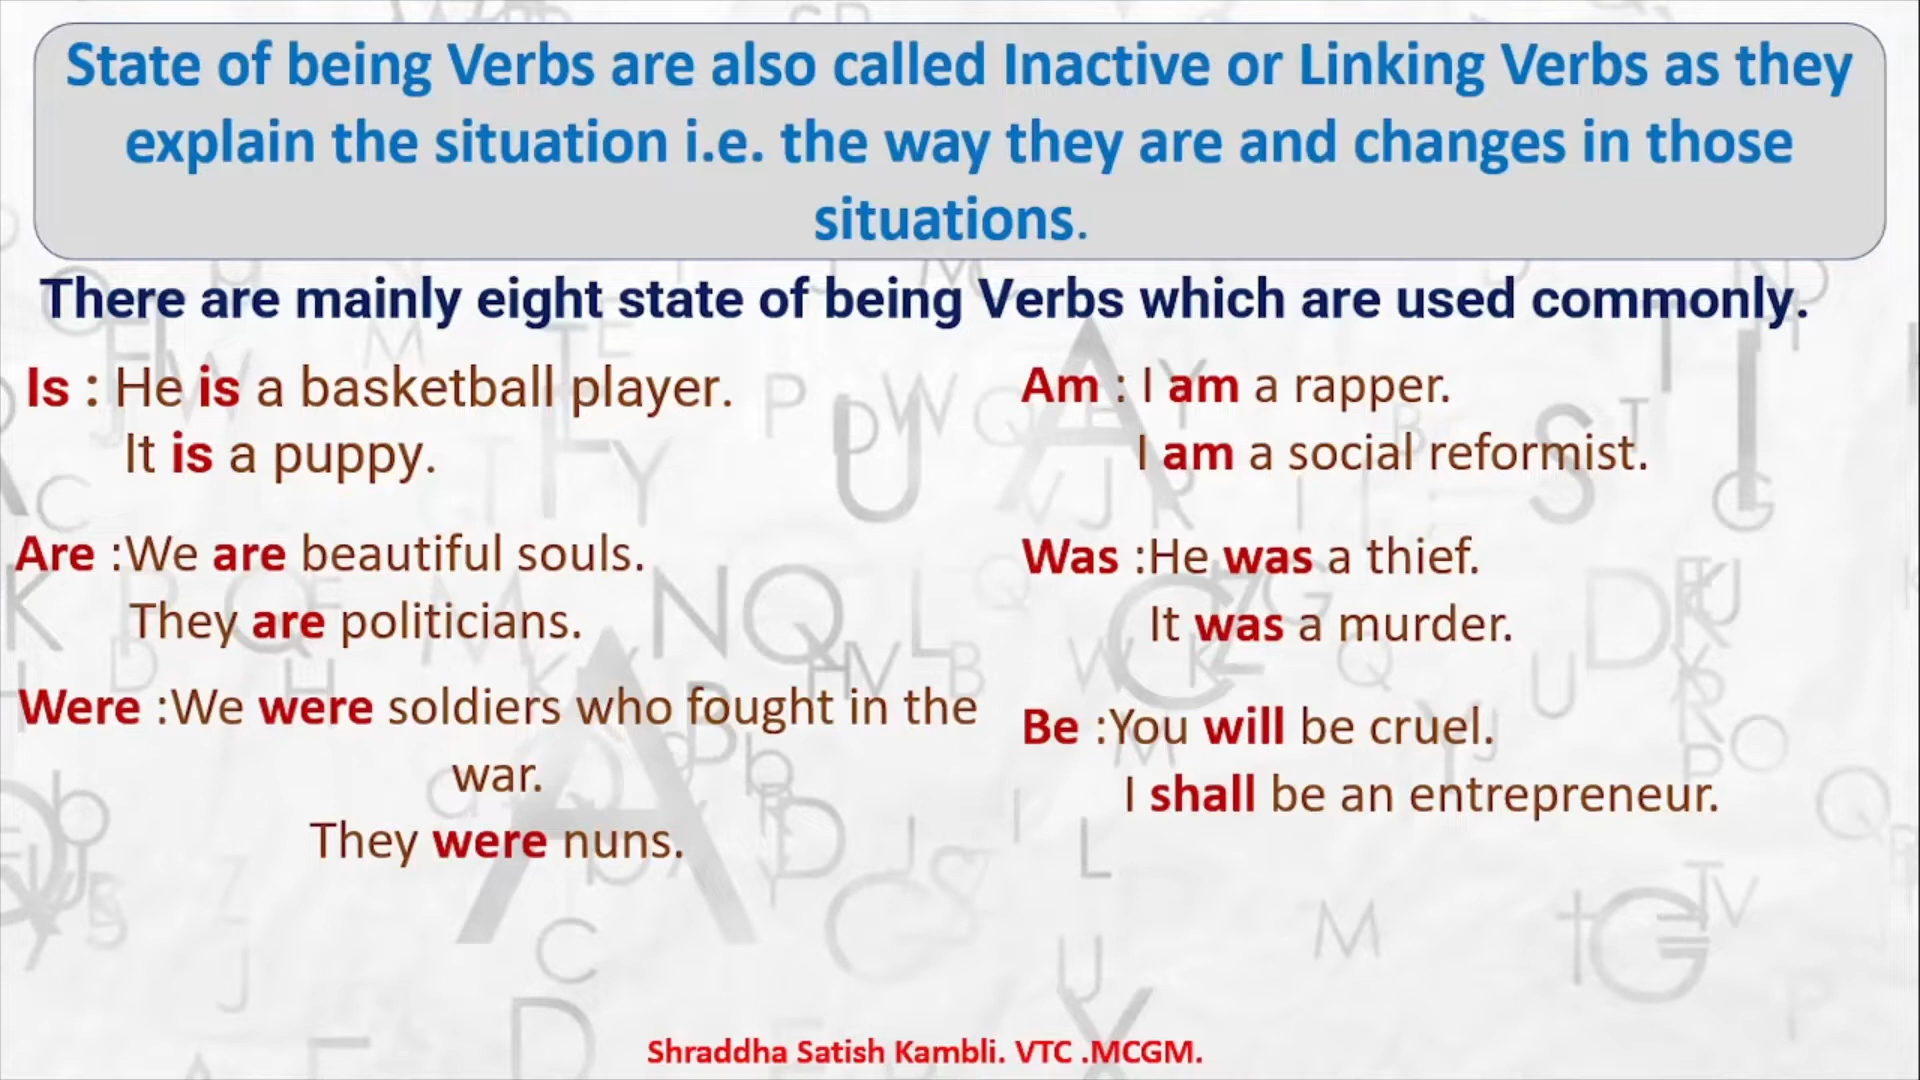 State of being Verbs are also called Inactive or Linking Verbs as they
explain the situation i.e. the way they are and changes in those
situations.
There are mainly eight state of being Verbs which are used commonly.
Is : He is a basketball player.
It is a puppy.
Are :We are beautiful souls.
They are politicians.
Were :We were soldiers who fought in the
war.
They were nuns.
Am : I am a rapper.
I am a social reformist.
Was :He was a thief.
It was a murder.
Be :You will be cruel.
I shall be an entrepreneur.
Shraddha Satish Kambli. VTC .MCGM.